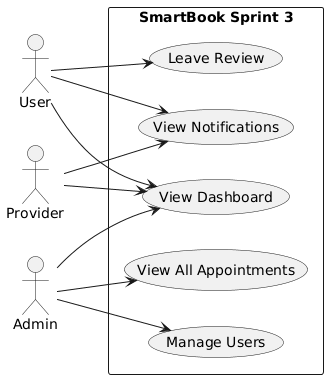 SmartBook Sprint 3
Leave Review
User
View Notifications
Provider
View Dashboard
View All Appointments
Admin
Manage Users